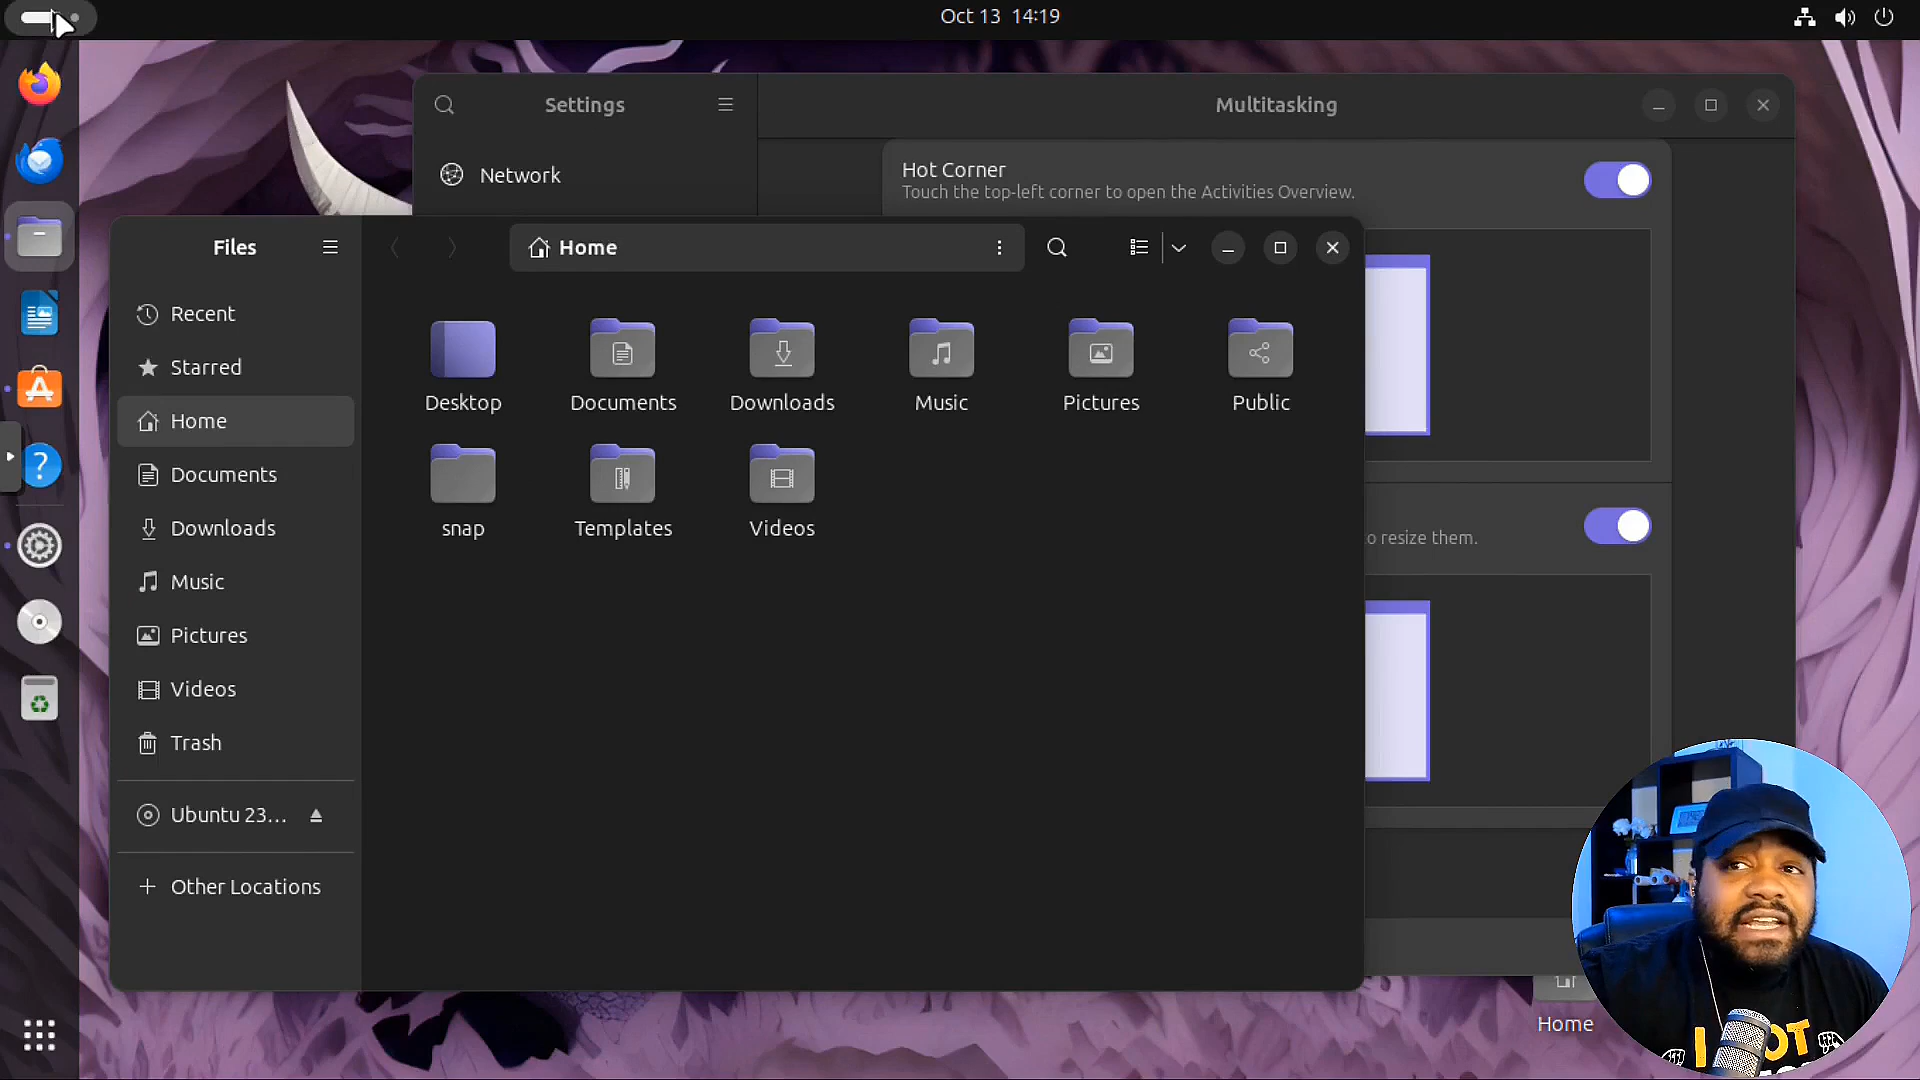 Oct 13 14:19
Settings
Multitasking
Network
Hot Corner
Touch the top-left corner to open the Activities Overview.
Files
Home
Recent
Starred
Home
Documents
Downloads
Music
Pictures
Videos
Trash
Ubuntu 23...
Other Locations
Desktop
Documents
Downloads
Music
Pictures
Public
snap
Templates
Videos
o resize them.
Home